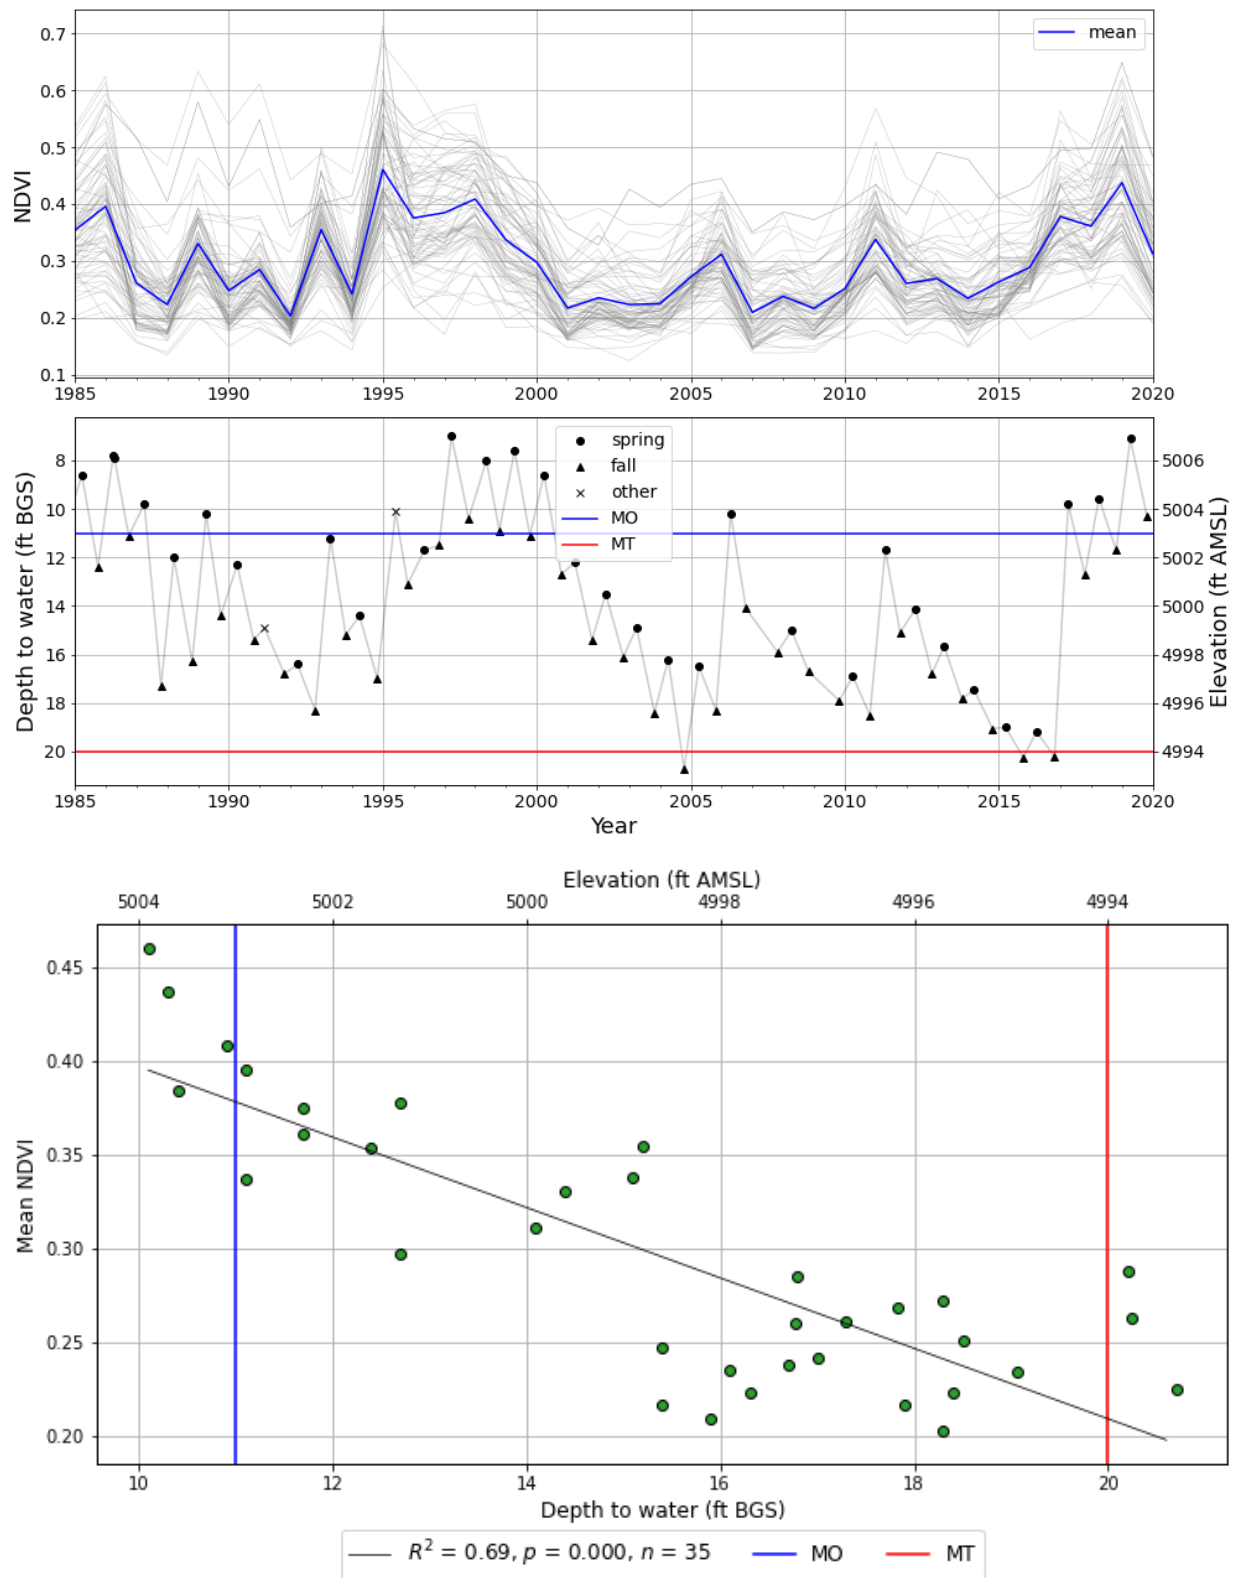 mean
0.7
0.6
0.5
0.4
0.3
0.2
0.1
NDVI
1985 1990 1995 2000 2005 2010 2015 2020
spring
fall
other
MO
MT
8
10
12
14
16
18
20
Depth to water (ft BGS)
5006
5004
5002
5000
4998
4996
4994
Elevation (ft AMSL)
1985 1990 1995 2000 2005 2010 2015 2020
Year
Elevation (ft AMSL)
5004 5002 5000 4998 4996 4994
0.45
0.40
0.35
0.30
0.25
0.20
Mean NDVI
10 12 14 16 18 20
Depth to water (ft BGS)
R² = 0.69, p = 0.000, n = 35 MO MT